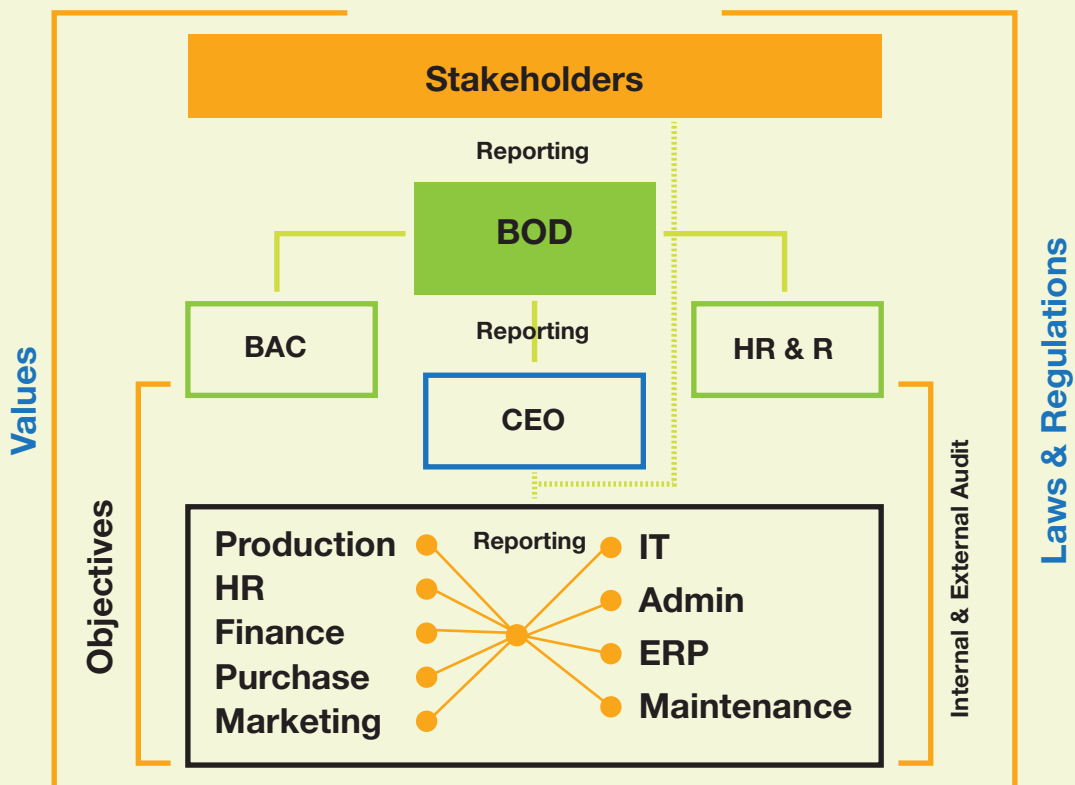 Stakeholders
Reporting
BOD
BAC
Reporting
HR & R
CEO
Values
Laws & Regulations
Objectives
Internal & External Audit
Reporting
Production
HR
Finance
Purchase
Marketing
IT
Admin
ERP
Maintenance